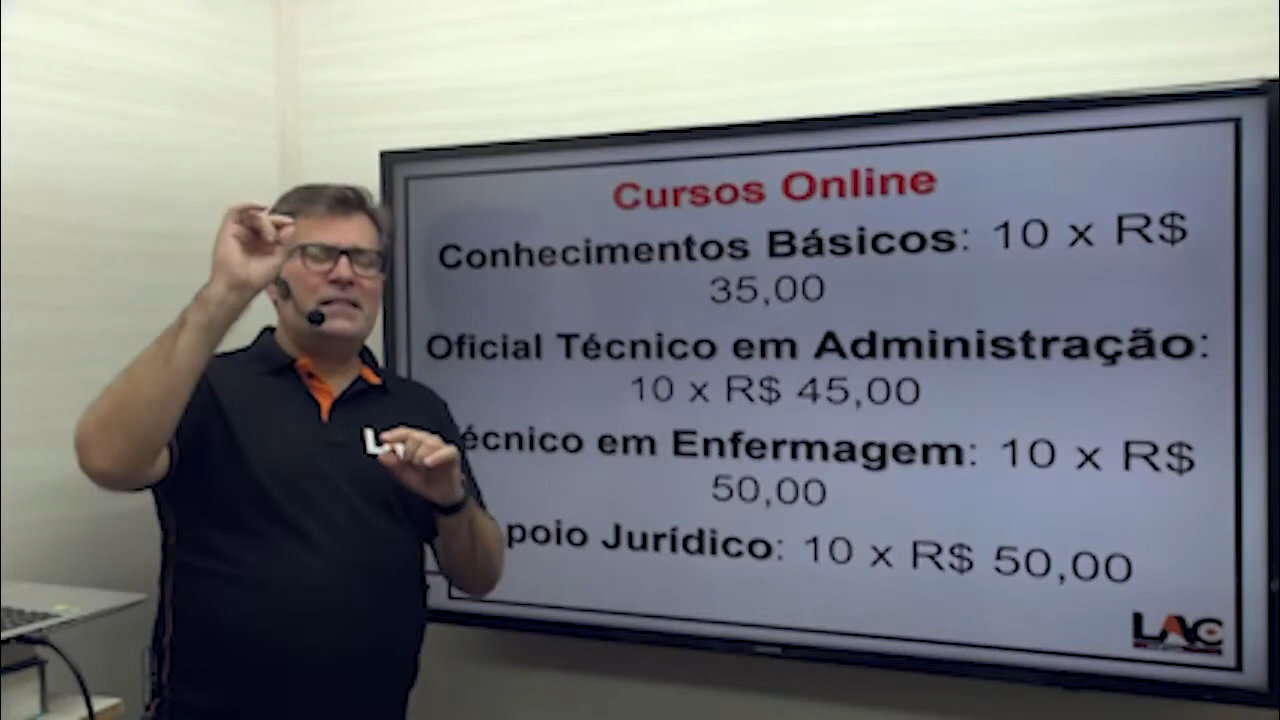 Cursos Online
Conhecimentos Básicos: 10 x R$
35,00
Oficial Técnico em Administração:
10 x R$ 45,00
écnico em Enfermagem: 10 x R$
50,00
poio Jurídico: 10 x R$ 50,00
LAC